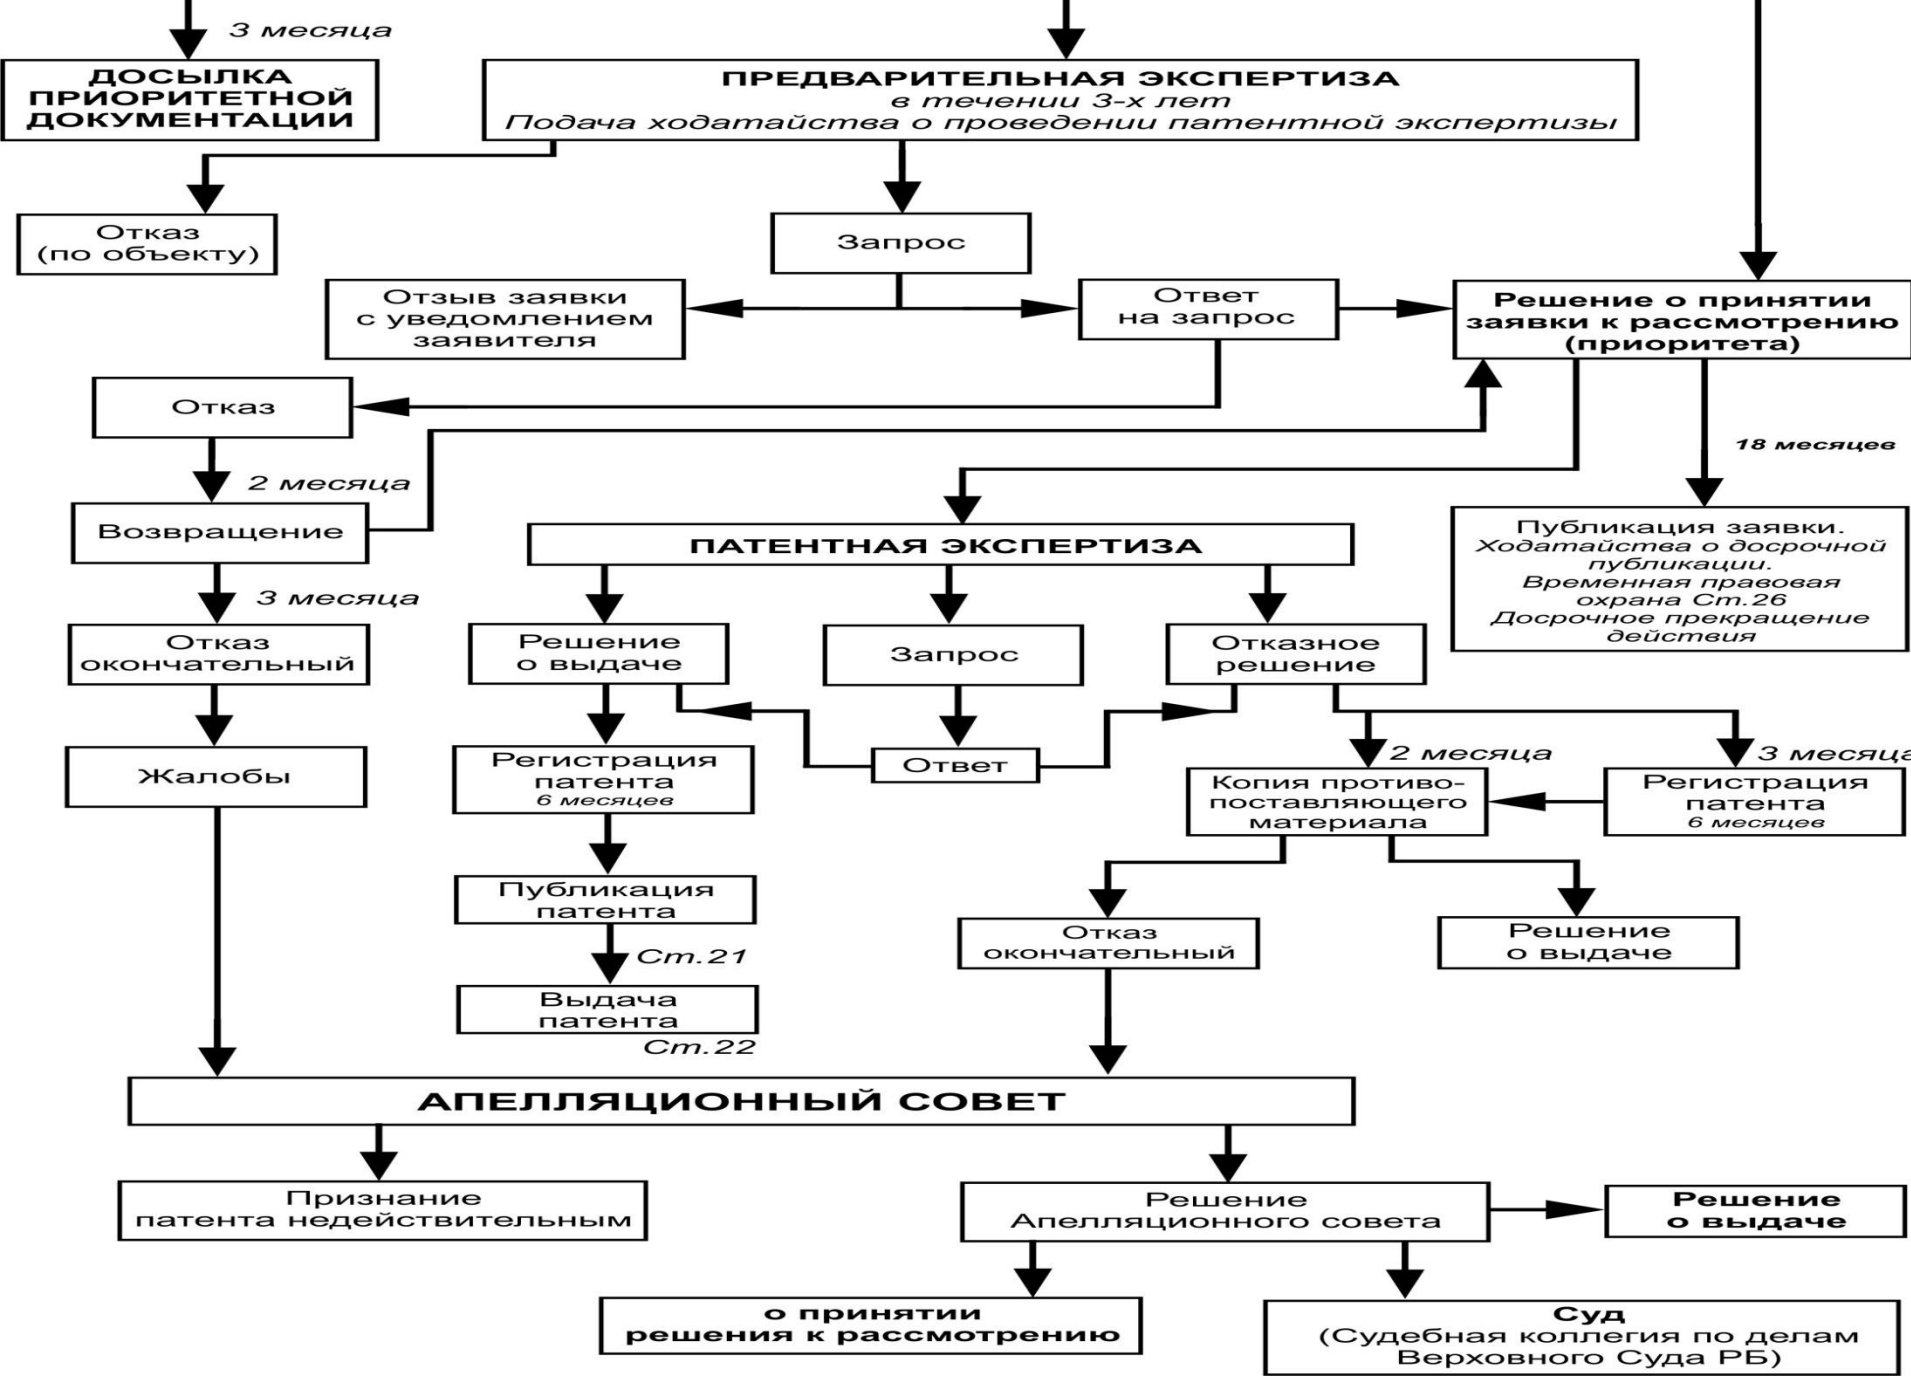 3 месяца
ДОСЫЛКА
ПРИОРИТЕТНОЙ
ДОКУМЕНТАЦИИ
ПРЕДВАРИТЕЛЬНАЯ ЭКСПЕРТИЗА
в течении 3-х лет
Подача ходатайства о проведении патентной экспертизы
Отказ
(по объекту)
Запрос
Отзыв заявки
с уведомлением
заявителя
Ответ
на запрос
Решение о принятии
заявки к рассмотрению
(приоритета)
Отказ
18 месяцев
2 месяца
Возвращение
ПАТЕНТНАЯ ЭКСПЕРТИЗА
Публикация заявки.
Ходатайства о досрочной
публикации.
Временная правовая
охрана Ст.26
Досрочное прекращение
действия
3 месяца
Отказ
окончательный
Решение
о выдаче
Запрос
Отказное
решение
Жалобы
Регистрация
патента
6 месяцев
Ответ
2 месяца
3 месяца
Копия противо-
поставляющего
материала
Регистрация
патента
6 месяцев
Публикация
патента
Отказ
окончательный
Решение
о выдаче
Ст.21
Выдача
патента
Ст.22
АПЕЛЛЯЦИОННЫЙ СОВЕТ
Признание
патента недействительным
Решение
Апелляционного совета
Решение
о выдаче
о принятии
решения к рассмотрению
Суд
(Судебная коллегия по делам
Верховного Суда РБ)